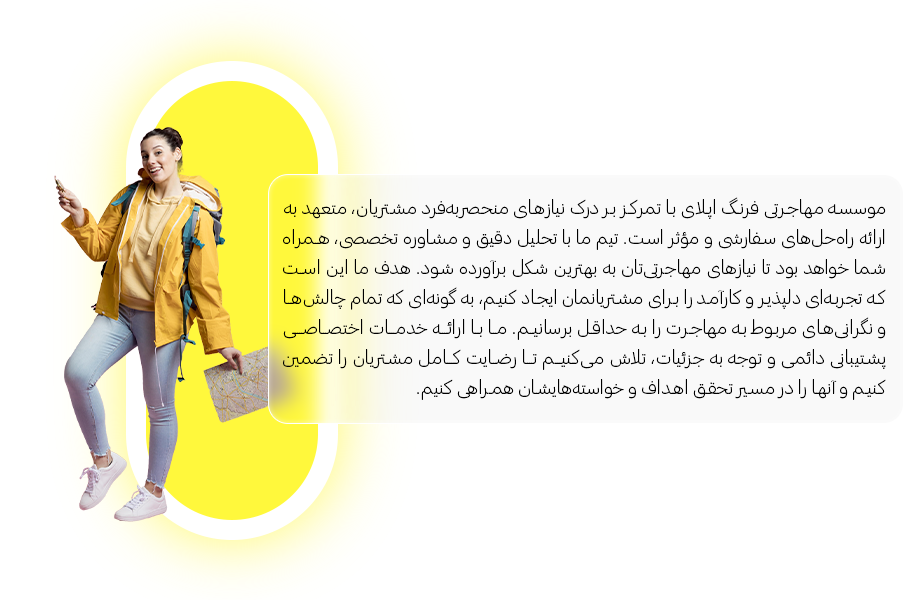 موسسه مهاجرتی فرنگ اپلای با تمرکز بر درک نیازهای منحصربه‌فرد مشتریان، متعهد به
ارائه راه‌حل‌های سفارشی و مؤثر است. تیم ما با تحلیل دقیق و مشاوره تخصصی، همراه
شما خواهد بود تا نیازهای مهاجرتی‌تان به بهترین شکل برآورده شود. هدف ما این است
که تجربه‌ای دلپذیر و کارآمد را برای مشتریانمان ایجاد کنیم، به گونه‌ای که تمام چالش‌ها
و نگرانی‌های مربوط به مهاجرت را به حداقل برسانیم. ما با ارائه خدمات اختصاصی
پشتیبانی دائمی و توجه به جزئیات، تلاش می‌کنیم تا رضایت کامل مشتریان را تضمین
کنیم و آنها را در مسیر تحقق اهداف و خواسته‌هایشان همراهی کنیم.